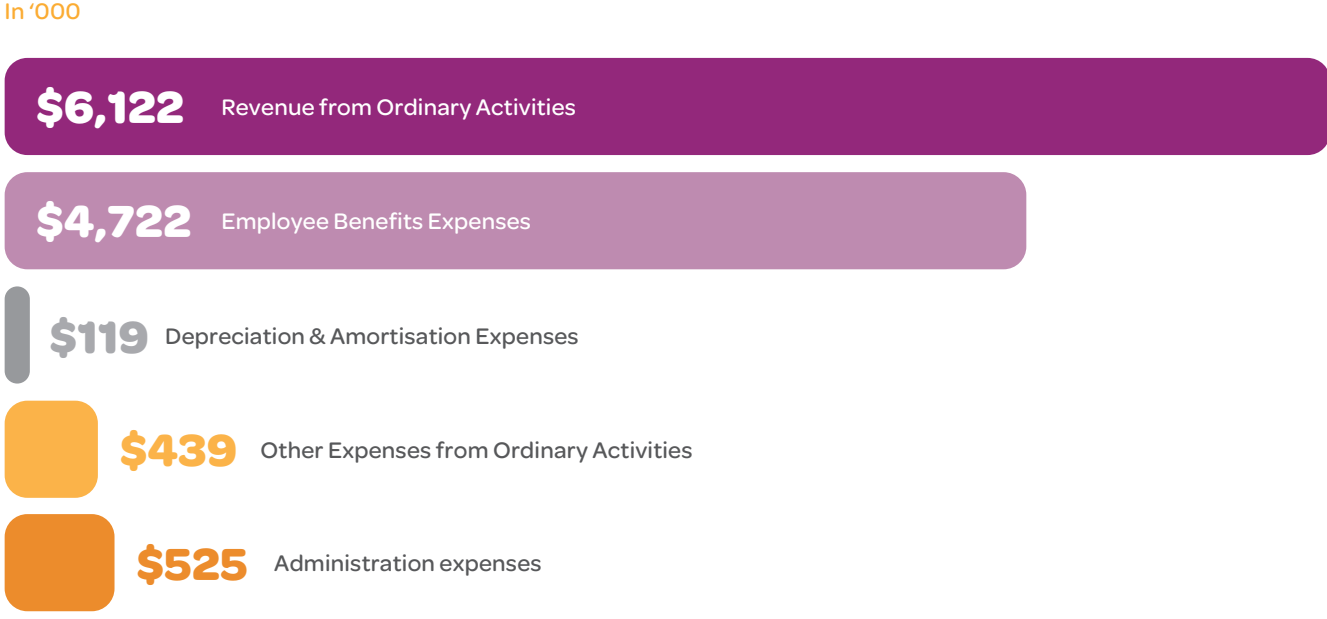 In ‘000
$6,122 Revenue from Ordinary Activities
$4,722 Employee Benefits Expenses
$119 Depreciation & Amortisation Expenses
$439 Other Expenses from Ordinary Activities
$525 Administration expenses